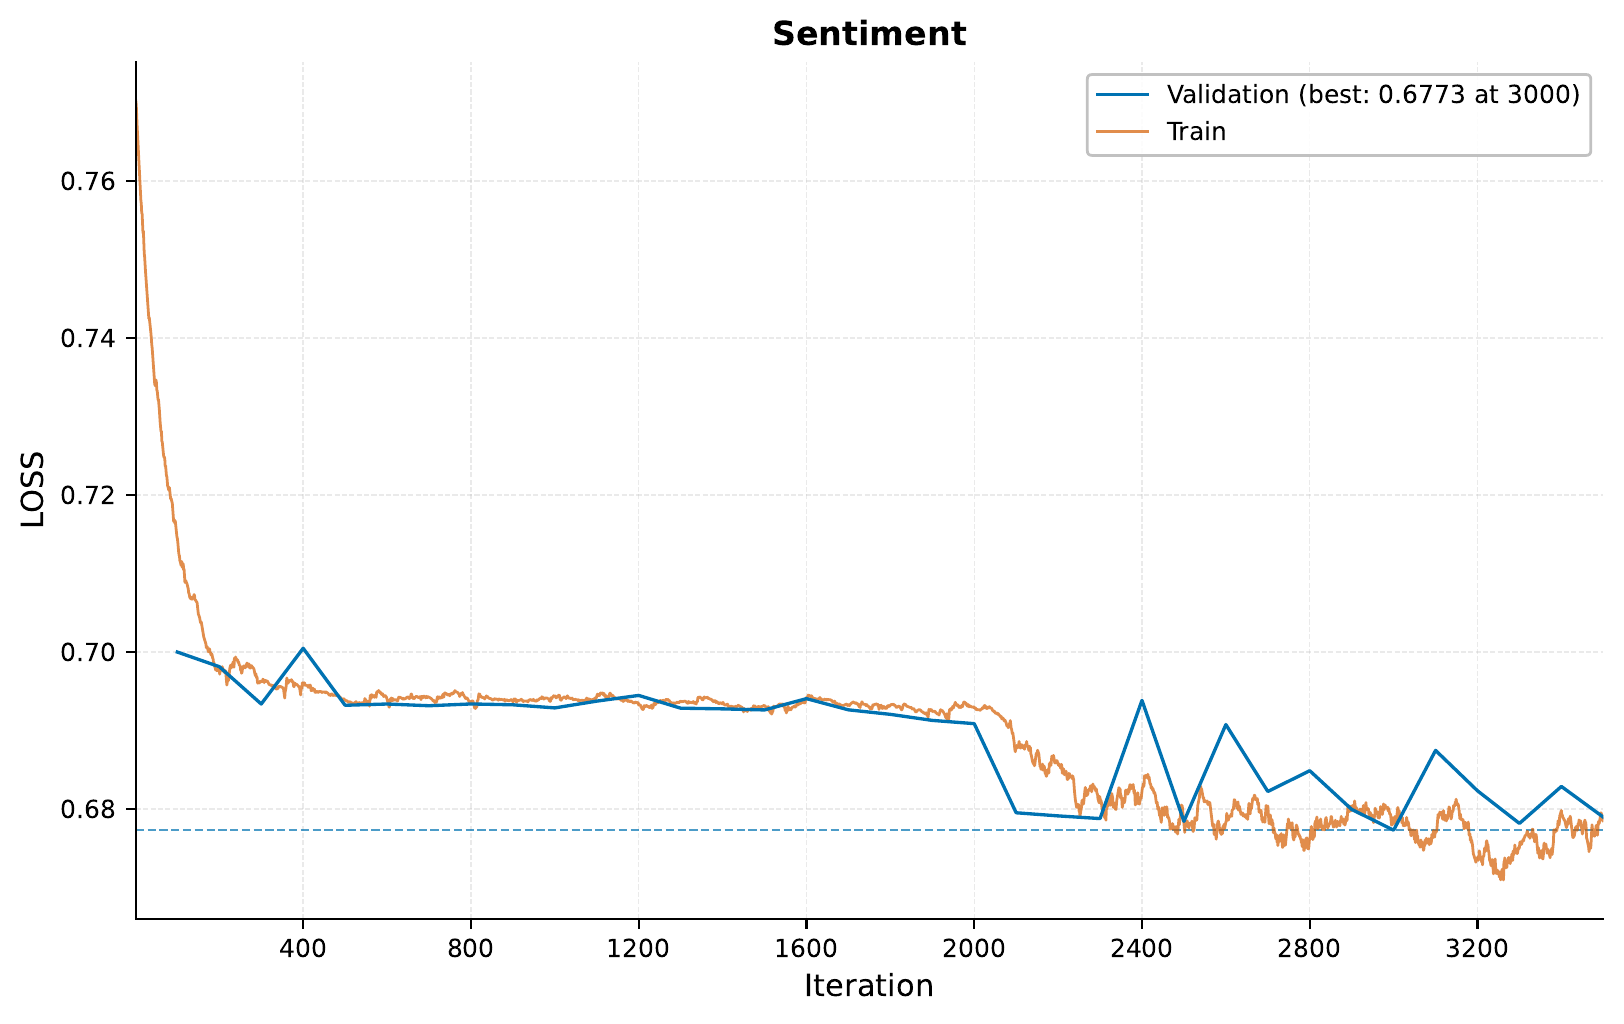 Sentiment
Validation (best: 0.6773 at 3000)
Train
LOSS
0.76
0.74
0.72
0.70
0.68
400 800 1200 1600 2000 2400 2800 3200
Iteration